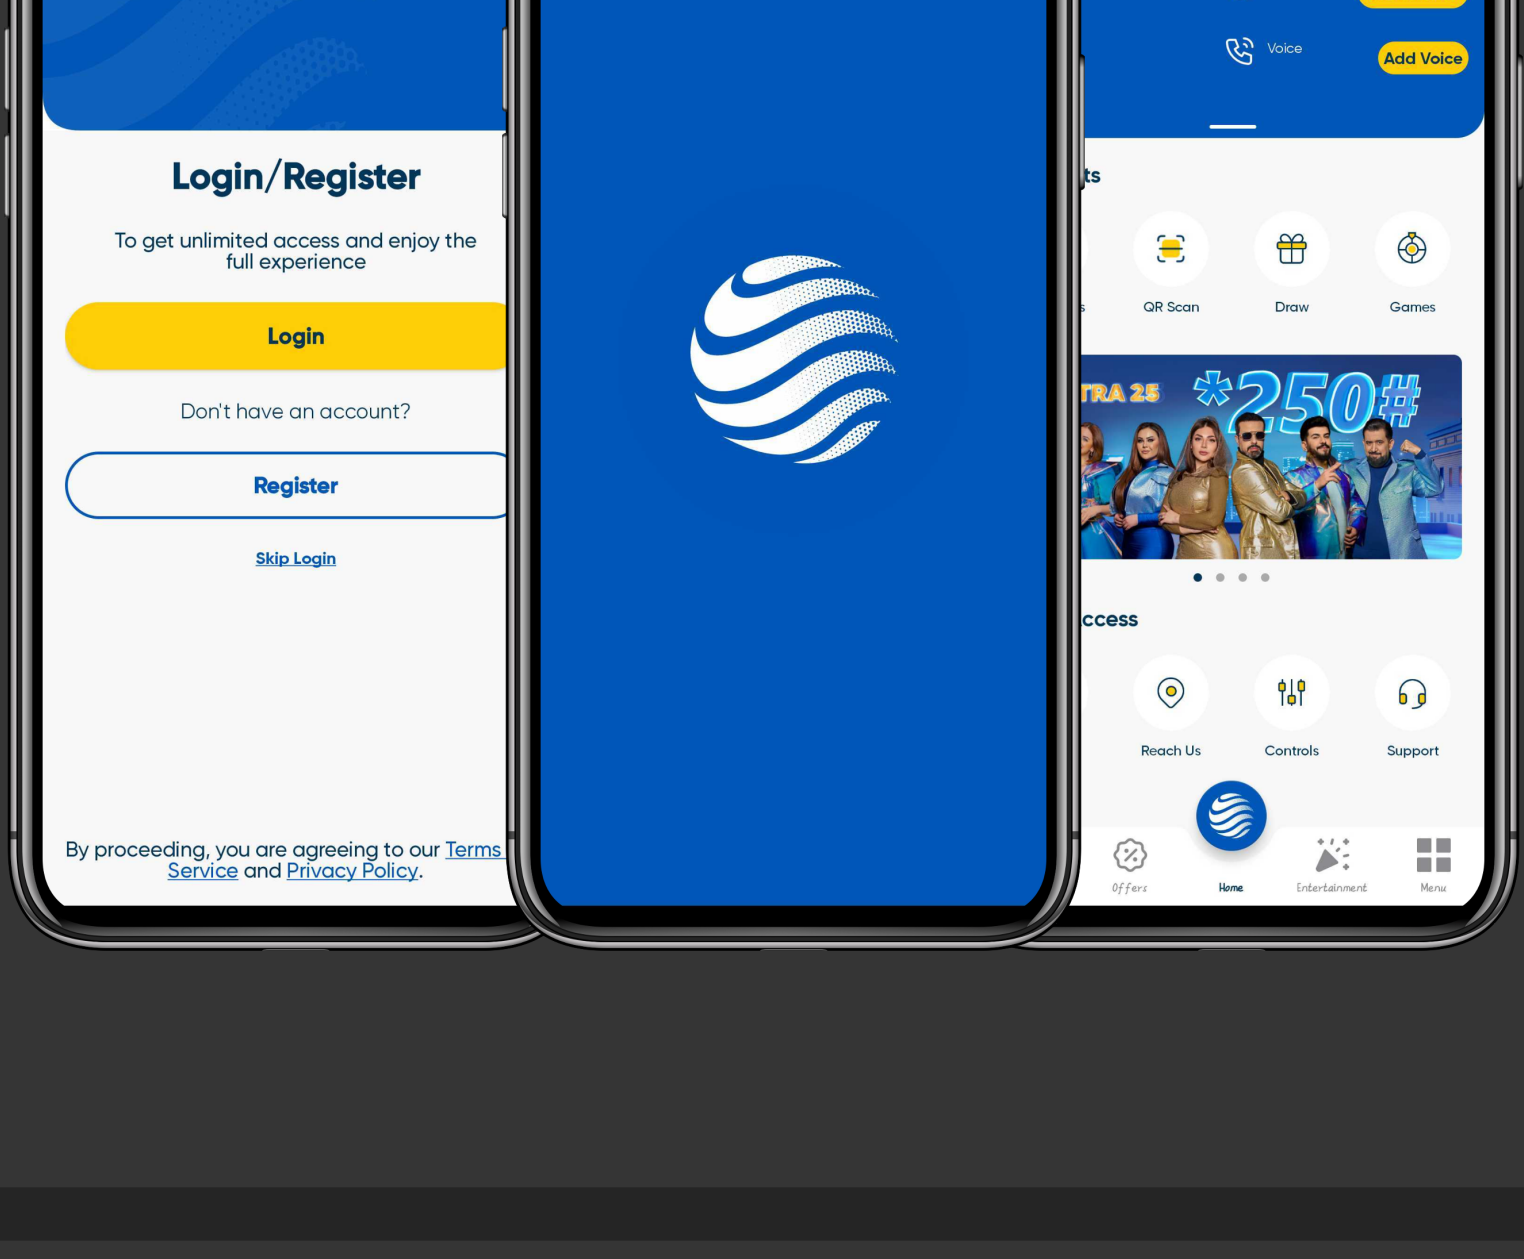 Login/Register
To get unlimited access and enjoy the
full experience
Login
Don't have an account?
Register
Skip Login
By proceeding, you are agreeing to our Terms
Service and Privacy Policy.
Voice
Add Voice
ts
s
QR Scan
Draw
Games
TRA 25
*250#
ccess
Reach Us
Controls
Support
Offers
Home
Entertainment
Menu